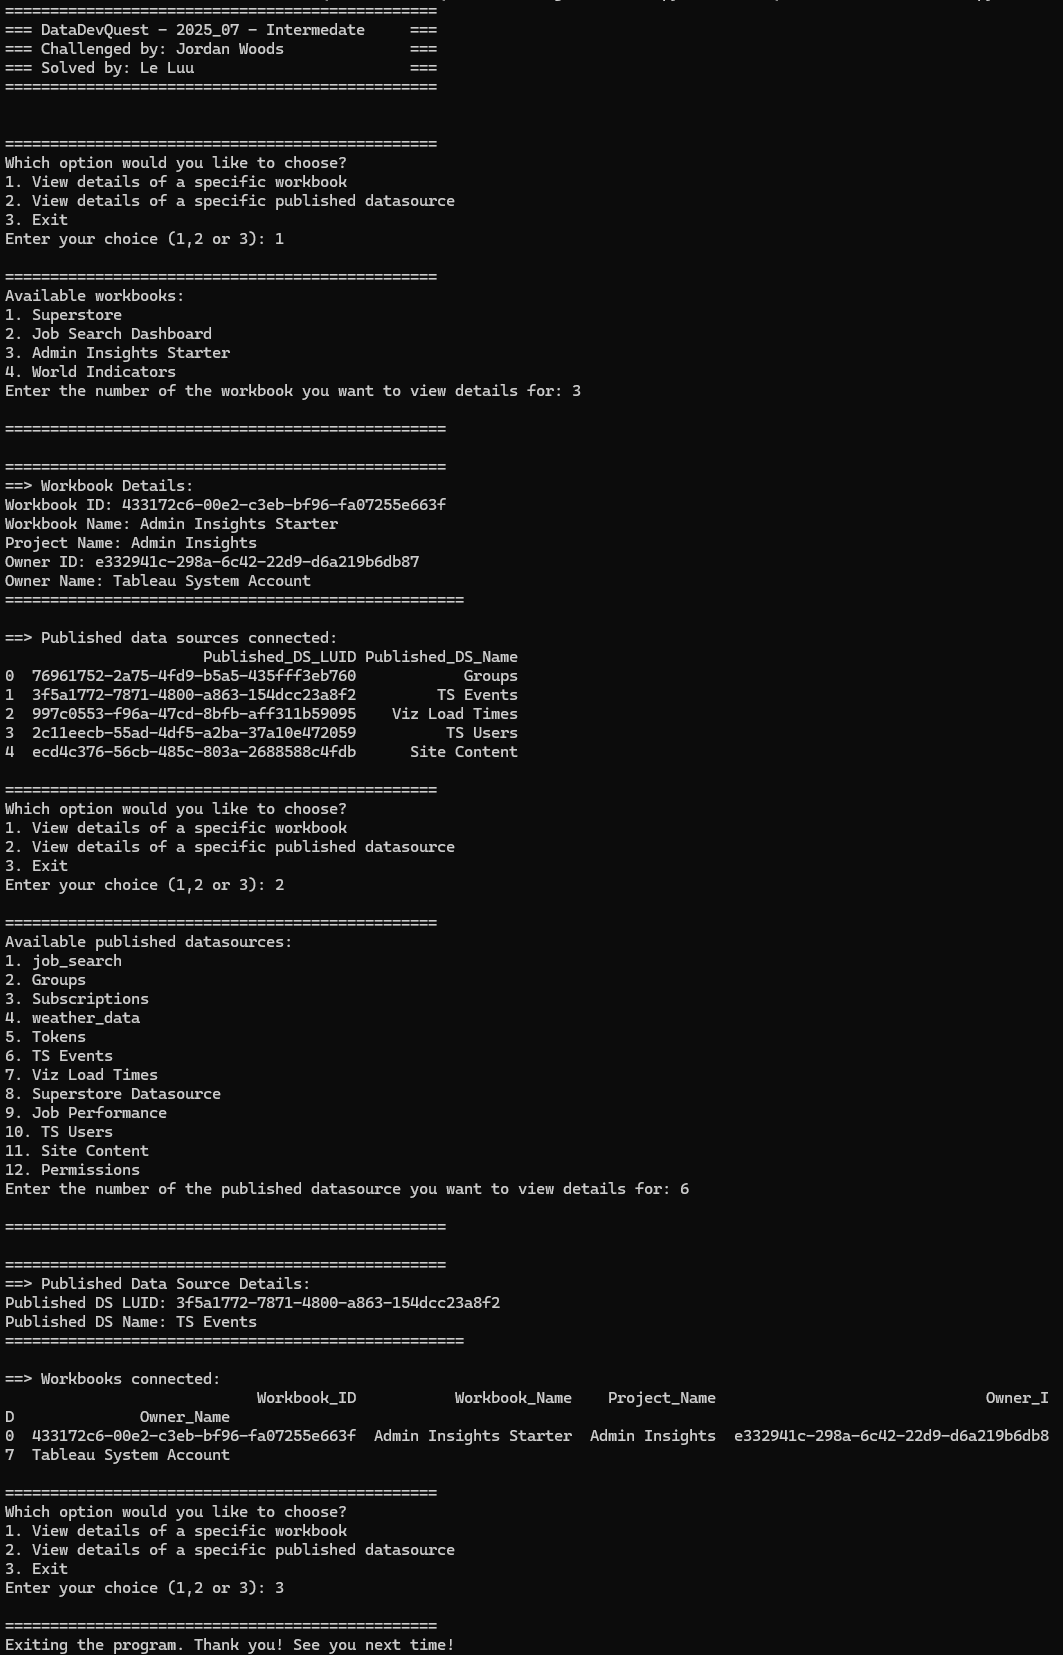 ================================================
=== DataDevQuest - 2025_07 - Intermedate     ===
=== Challenged by: Jordan Woods              ===
=== Solved by: Le Luu                        ===
================================================
================================================
Which option would you like to choose?
1. View details of a specific workbook
2. View details of a specific published datasource
3. Exit
Enter your choice (1,2 or 3): 1
================================================
Available workbooks:
1. Superstore
2. Job Search Dashboard
3. Admin Insights Starter
4. World Indicators
Enter the number of the workbook you want to view details for: 3
=================================================
=================================================
==> Workbook Details:
Workbook ID: 433172c6-00e2-c3eb-bf96-fa07255e663f
Workbook Name: Admin Insights Starter
Project Name: Admin Insights
Owner ID: e332941c-298a-6c42-22d9-d6a219b6db87
Owner Name: Tableau System Account
===================================================
==> Published data sources connected:
                      Published_DS_LUID Published_DS_Name
0  76961752-2a75-4fd9-b5a5-435fff3eb760            Groups
1  3f5a1772-7871-4800-a863-154dcc23a8f2         TS Events
2  997c0553-f96a-47cd-8bfb-aff311b59095    Viz Load Times
3  2c11eecb-55ad-4df5-a2ba-37a10e472059          TS Users
4  ecd4c376-56cb-485c-803a-2688588c4fdb      Site Content
================================================
Which option would you like to choose?
1. View details of a specific workbook
2. View details of a specific published datasource
3. Exit
Enter your choice (1,2 or 3): 2
================================================
Available published datasources:
1. job_search
2. Groups
3. Subscriptions
4. weather_data
5. Tokens
6. TS Events
7. Viz Load Times
8. Superstore Datasource
9. Job Performance
10. TS Users
11. Site Content
12. Permissions
Enter the number of the published datasource you want to view details for: 6
=================================================
=================================================
==> Published Data Source Details:
Published DS LUID: 3f5a1772-7871-4800-a863-154dcc23a8f2
Published DS Name: TS Events
===================================================
==> Workbooks connected:
                            Workbook_ID           Workbook_Name    Project_Name                              Owner_I
D              Owner_Name
0  433172c6-00e2-c3eb-bf96-fa07255e663f  Admin Insights Starter  Admin Insights  e332941c-298a-6c42-22d9-d6a219b6db8
7  Tableau System Account
================================================
Which option would you like to choose?
1. View details of a specific workbook
2. View details of a specific published datasource
3. Exit
Enter your choice (1,2 or 3): 3
================================================
Exiting the program. Thank you! See you next time!